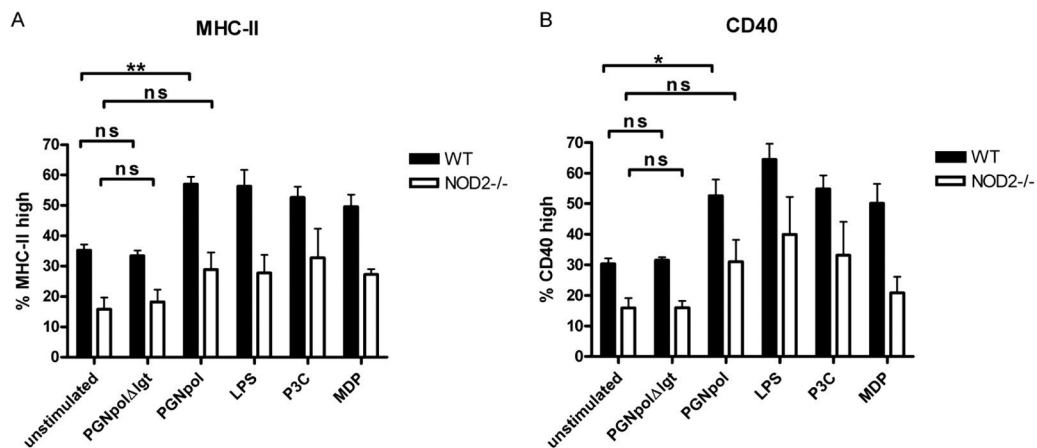 A
MHC-II
**
ns
ns
ns
% MHC-II high
70
60
50
40
30
20
10
0
unstimulated
PGNpolΔlgt
PGNpol
LPS
P3C
MDP
WT
NOD2-/-
B
CD40
*
ns
ns
ns
% CD40 high
70
60
50
40
30
20
10
0
unstimulated
PGNpolΔlgt
PGNpol
LPS
P3C
MDP
WT
NOD2-/-